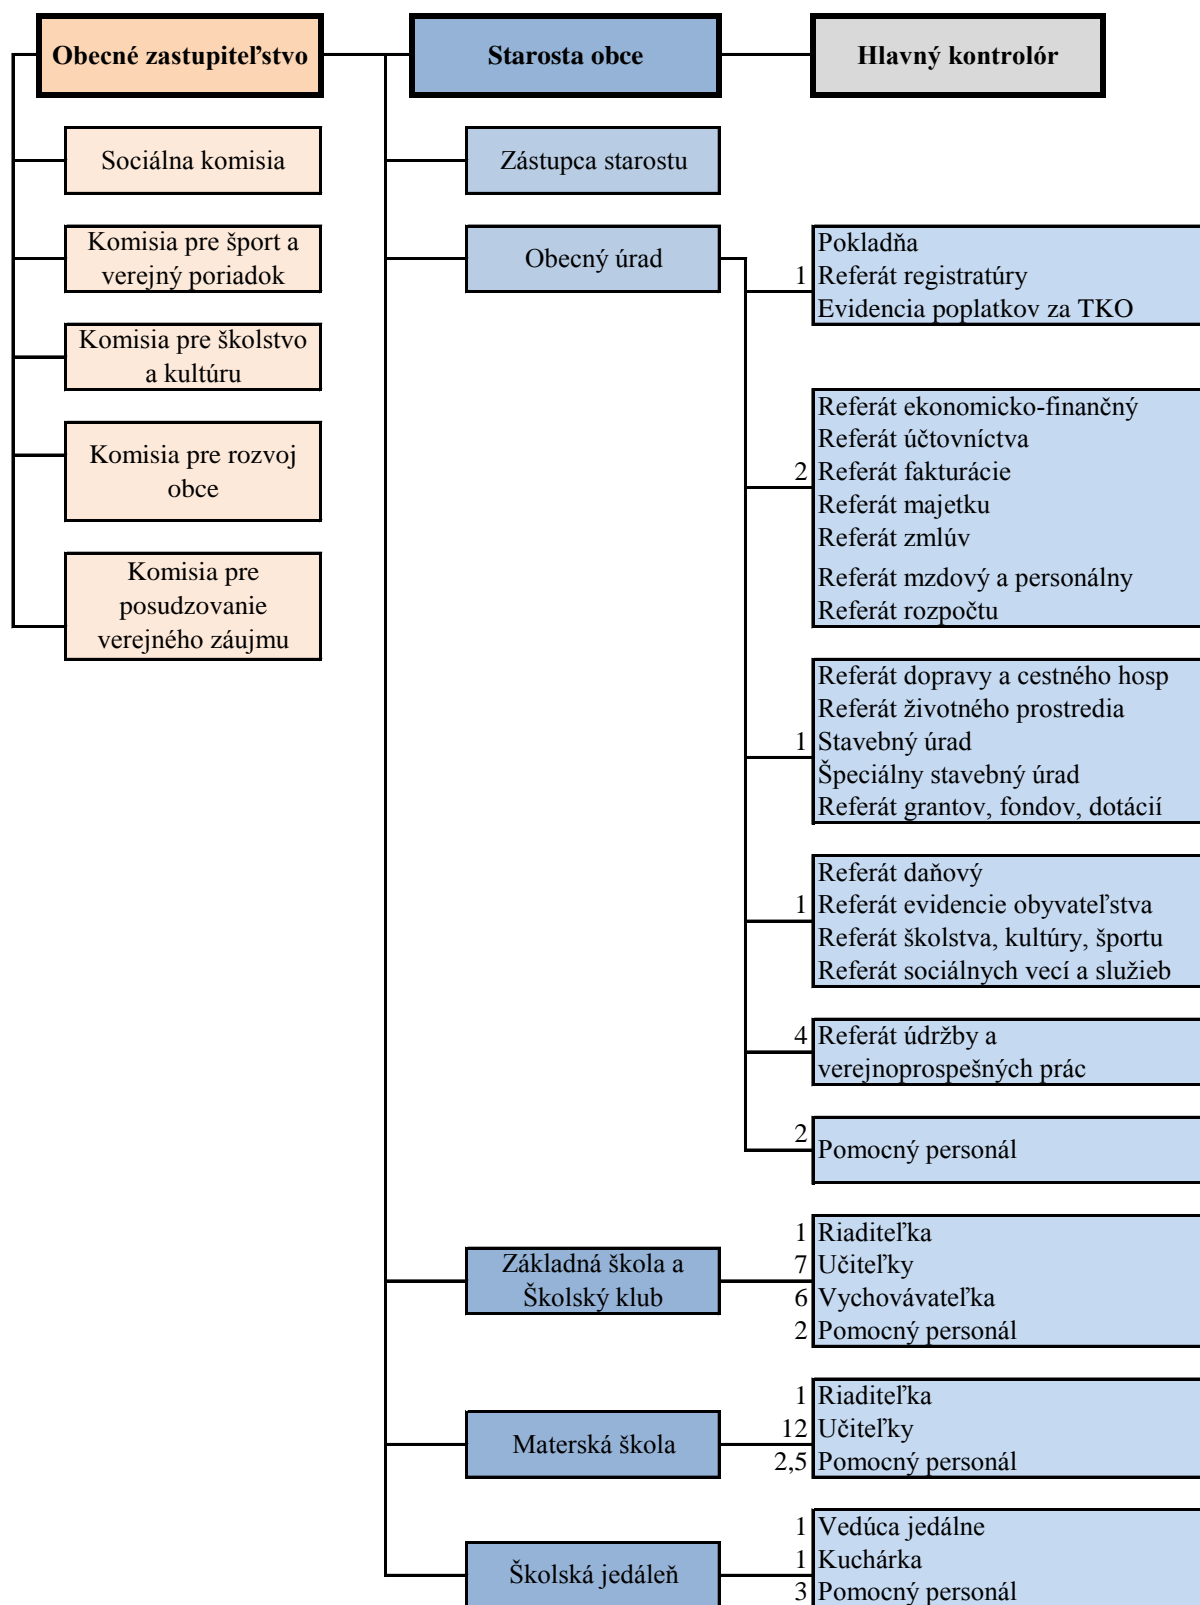 Obecné zastupiteľstvo
Starosta obce
Hlavný kontrolór
Sociálna komisia
Komisia pre šport a
verejný poriadok
Komisia pre školstvo
a kultúru
Komisia pre rozvoj
obce
Komisia pre
posudzovanie
verejného záujmu
Zástupca starostu
Obecný úrad
Pokladňa
1 Referát registratúry
Evidencia poplatkov za TKO
Referát ekonomicko-finančný
Referát účtovníctva
2 Referát fakturácie
Referát majetku
Referát zmlúv
Referát mzdový a personálny
Referát rozpočtu
Referát dopravy a cestného hosp
Referát životného prostredia
1 Stavebný úrad
Špeciálny stavebný úrad
Referát grantov, fondov, dotácií
Referát daňový
1 Referát evidencie obyvateľstva
Referát školstva, kultúry, športu
Referát sociálnych vecí a služieb
4 Referát údržby a
verejnoprospešných prác
2
Pomocný personál
Základná škola a
Školský klub
1 Riaditeľka
7 Učiteľky
6 Vychovávateľka
2 Pomocný personál
Materská škola
1 Riaditeľka
12 Učiteľky
2,5 Pomocný personál
Školská jedáleň
1 Vedúca jedálne
1 Kuchárka
3 Pomocný personál